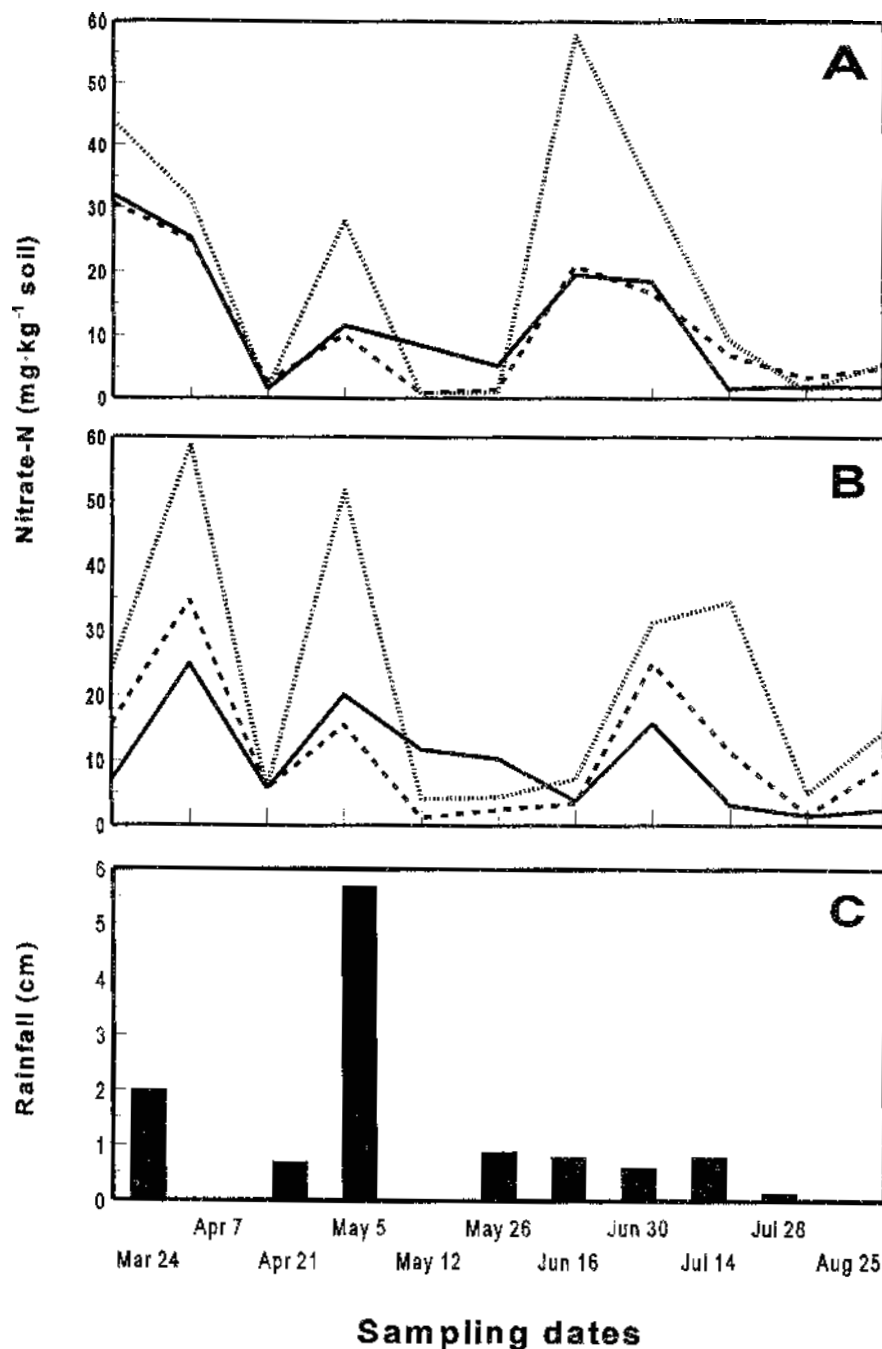 60
A
50
40
30
20
10
0
Nitrate-N (mg·kg⁻¹ soil)
60
B
50
40
30
20
10
0
6
C
5
4
3
2
1
0
Rainfall (cm)
Apr 7 May 5 May 26 Jun 30 Jul 28
Mar 24 Apr 21 May 12 Jun 16 Jul 14 Aug 25
Sampling dates